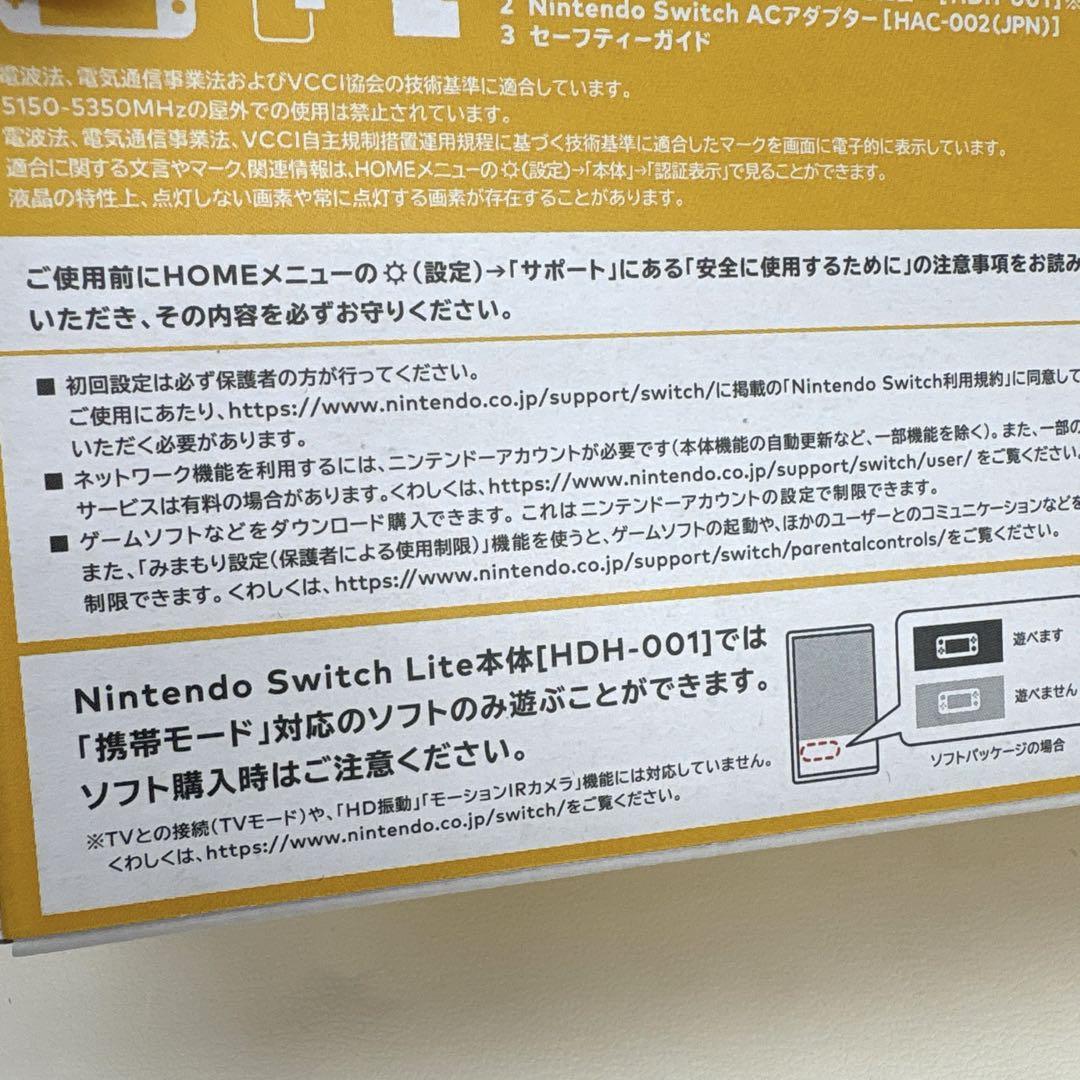 [HDH-001]※
2 Nintendo Switch ACアダプター[HAC-002(JPN)]
3 セーフティーガイド
電波法、電気通信事業法およびVCCI協会の技術基準に適合しています。
5150-5350MHzの屋外での使用は禁止されています。
電波法、電気通信事業法、VCCI自主規制措置運用規程に基づく技術基準に適合したマークを画面に電子的に表示しています。
適合に関する文言やマーク、関連情報は、HOMEメニューの(設定)→「本体」→「認証表示」で見ることができます。
液晶の特性上、点灯しない画素や常に点灯する画素が存在することがあります。
ご使用前にHOMEメニューの(設定)→「サポート」にある「安全に使用するために」の注意事項をお読み
いただき、その内容を必ずお守りください。
■ 初回設定は必ず保護者の方が行ってください。
ご使用にあたり、https://www.nintendo.co.jp/support/switch/に掲載の「Nintendo Switch利用規約」に同意して
いただく必要があります。
■ ネットワーク機能を利用するには、ニンテンドーアカウントが必要です(本体機能の自動更新など、一部機能を除く)。また、一部の
サービスは有料の場合があります。くわしくは、https://www.nintendo.co.jp/support/switch/user/をご覧ください。
■ ゲームソフトなどをダウンロード購入できます。これはニンテンドーアカウントの設定で制限できます。
また、「みまもり設定(保護者による使用制限)」機能を使うと、ゲームソフトの起動や、ほかのユーザーとのコミュニケーションなどを
制限できます。くわしくは、https://www.nintendo.co.jp/support/switch/parentalcontrols/をご覧ください。
Nintendo Switch Lite本体[HDH-001]では
「携帯モード」対応のソフトのみ遊ぶことができます。
ソフト購入時はご注意ください。
※TVとの接続(TVモード)や、「HD振動」「モーションIRカメラ」機能には対応していません。
くわしくは、https://www.nintendo.co.jp/switch/をご覧ください。
遊べます
遊べません
ソフトパッケージの場合